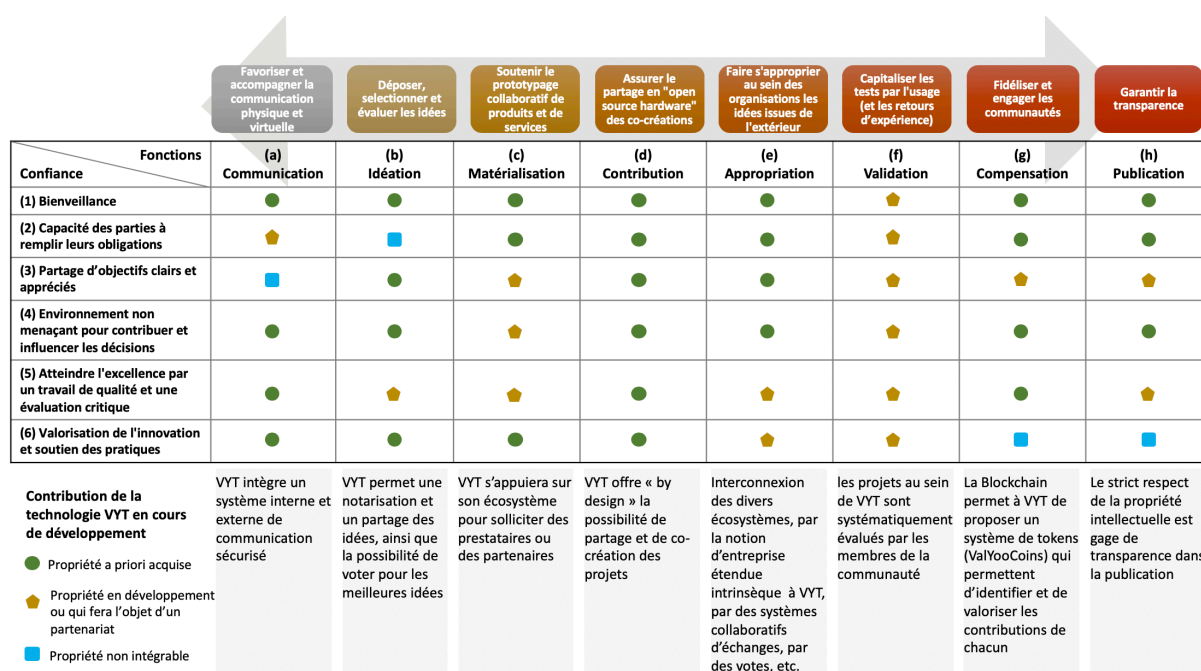 Favoriser et
accompagner la
communication
physique et
virtuelle
Déposer,
selectionner et
évaluer les idées
Soutenir le
prototypage
collaboratif de
produits et de
services
Assurer le
partage en "open
source hardware"
des co-créations
Faire s'approprier
au sein des
organisations les
idées issues de
l'extérieur
Capitaliser les
tests par l'usage
(et les retours
d'expérience)
Fidéliser et
engager les
communautés
Garantir la
transparence
Fonctions
Confiance
(a)
Communication
(b)
Idéation
(c)
Matérialisation
(d)
Contribution
(e)
Appropriation
(f)
Validation
(g)
Compensation
(h)
Publication
(1) Bienveillance
(2) Capacité des parties à
remplir leurs obligations
(3) Partage d'objectifs clairs et
appréciés
(4) Environnement non
menaçant pour contribuer et
influencer les décisions
(5) Atteindre l'excellence par
un travail de qualité et une
évaluation critique
(6) Valorisation de l'innovation
et soutien des pratiques
Contribution de la
technologie VYT en cours
de développement
Propriété a priori acquise
Propriété en développement
ou qui fera l'objet d'un
partenariat
Propriété non intégrable
VYT intègre un
système interne et
externe de
communication
sécurisé
VYT permet une
notarisation et
un partage des
idées, ainsi que
la possibilité de
voter pour les
meilleures idées
VYT s'appuiera sur
son écosystème
pour solliciter des
prestataires ou
des partenaires
VYT offre « by
design » la
possibilité de
partage et de co-
création des
projets
Interconnexion
des divers
écosystèmes, par
la notion
d'entreprise
étendue
intrinsèque à VYT,
par des systèmes
collaboratifs
d'échanges, par
des votes, etc.
les projets au sein
de VYT sont
systématiquement
évalués par les
membres de la
communauté
La Blockchain
permet à VYT de
proposer un
système de tokens
(ValYooCoins) qui
permettent
d'identifier et de
valoriser les
contributions de
chacun
Le strict respect
de la propriété
intellectuelle est
gage de
transparence dans
la publication